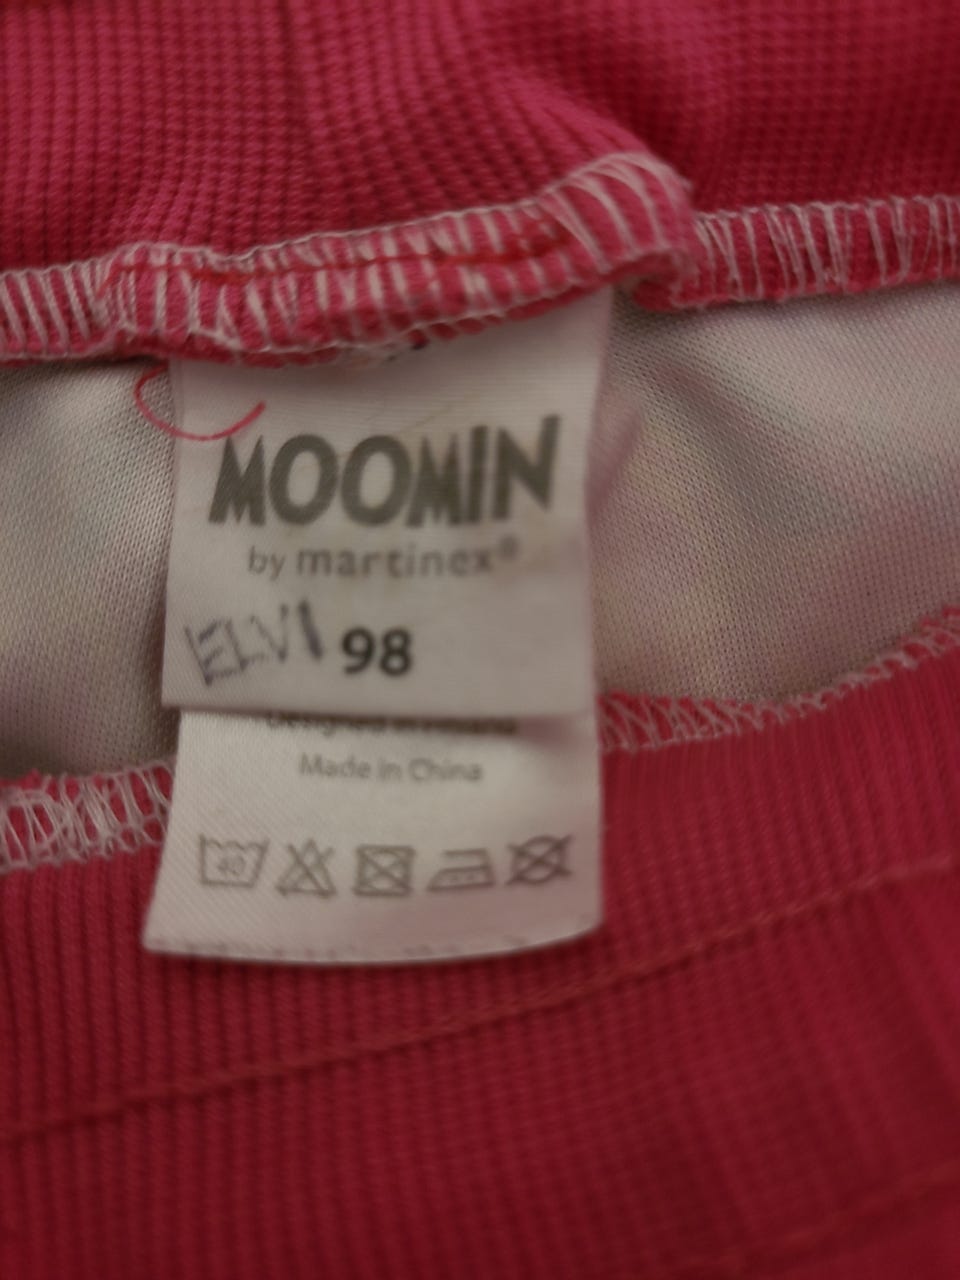 MOOMIN
by martinex®
ELVI 98
Made in China
40